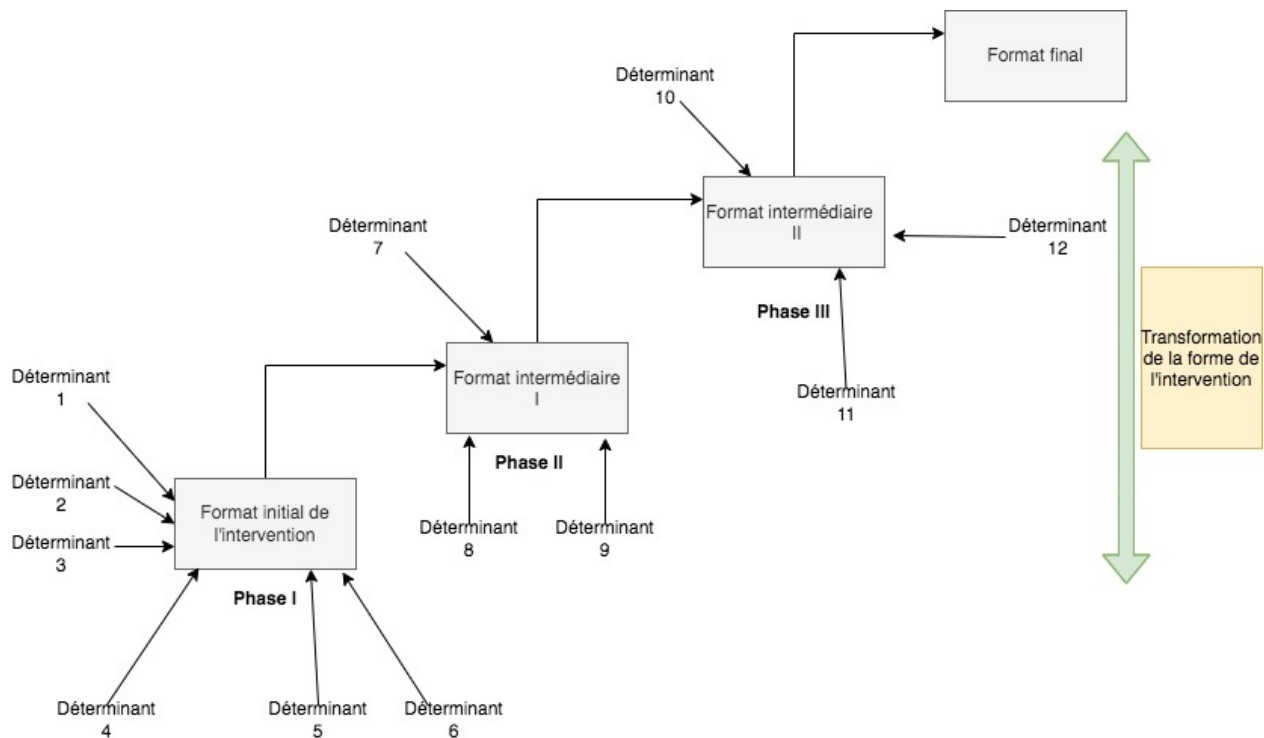 Format final
Déterminant
10
Format intermédiaire
II
Déterminant
7
Déterminant
12
Phase III
Transformation
de la forme de
l'intervention
Format intermédiaire
I
Déterminant
1
Déterminant
11
Phase II
Déterminant
2
Format initial de
l'intervention
Déterminant
8
Déterminant
9
Déterminant
3
Phase I
Déterminant
4
Déterminant
5
Déterminant
6